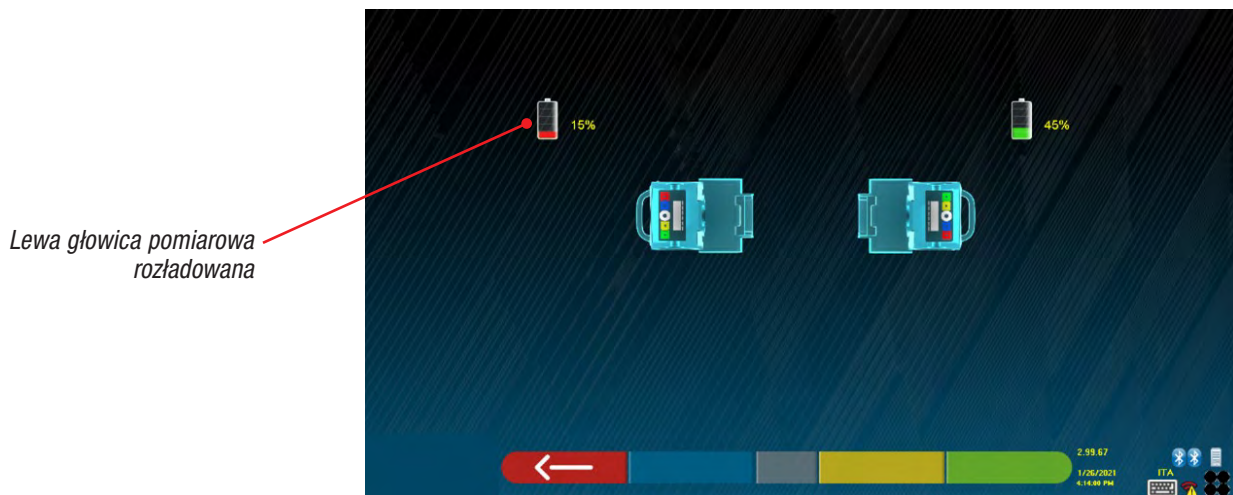 15%
45%
Lewa głowica pomiarowa
rozładowana
2.99.67
1/26/2021
4:14:00 PM
ITA